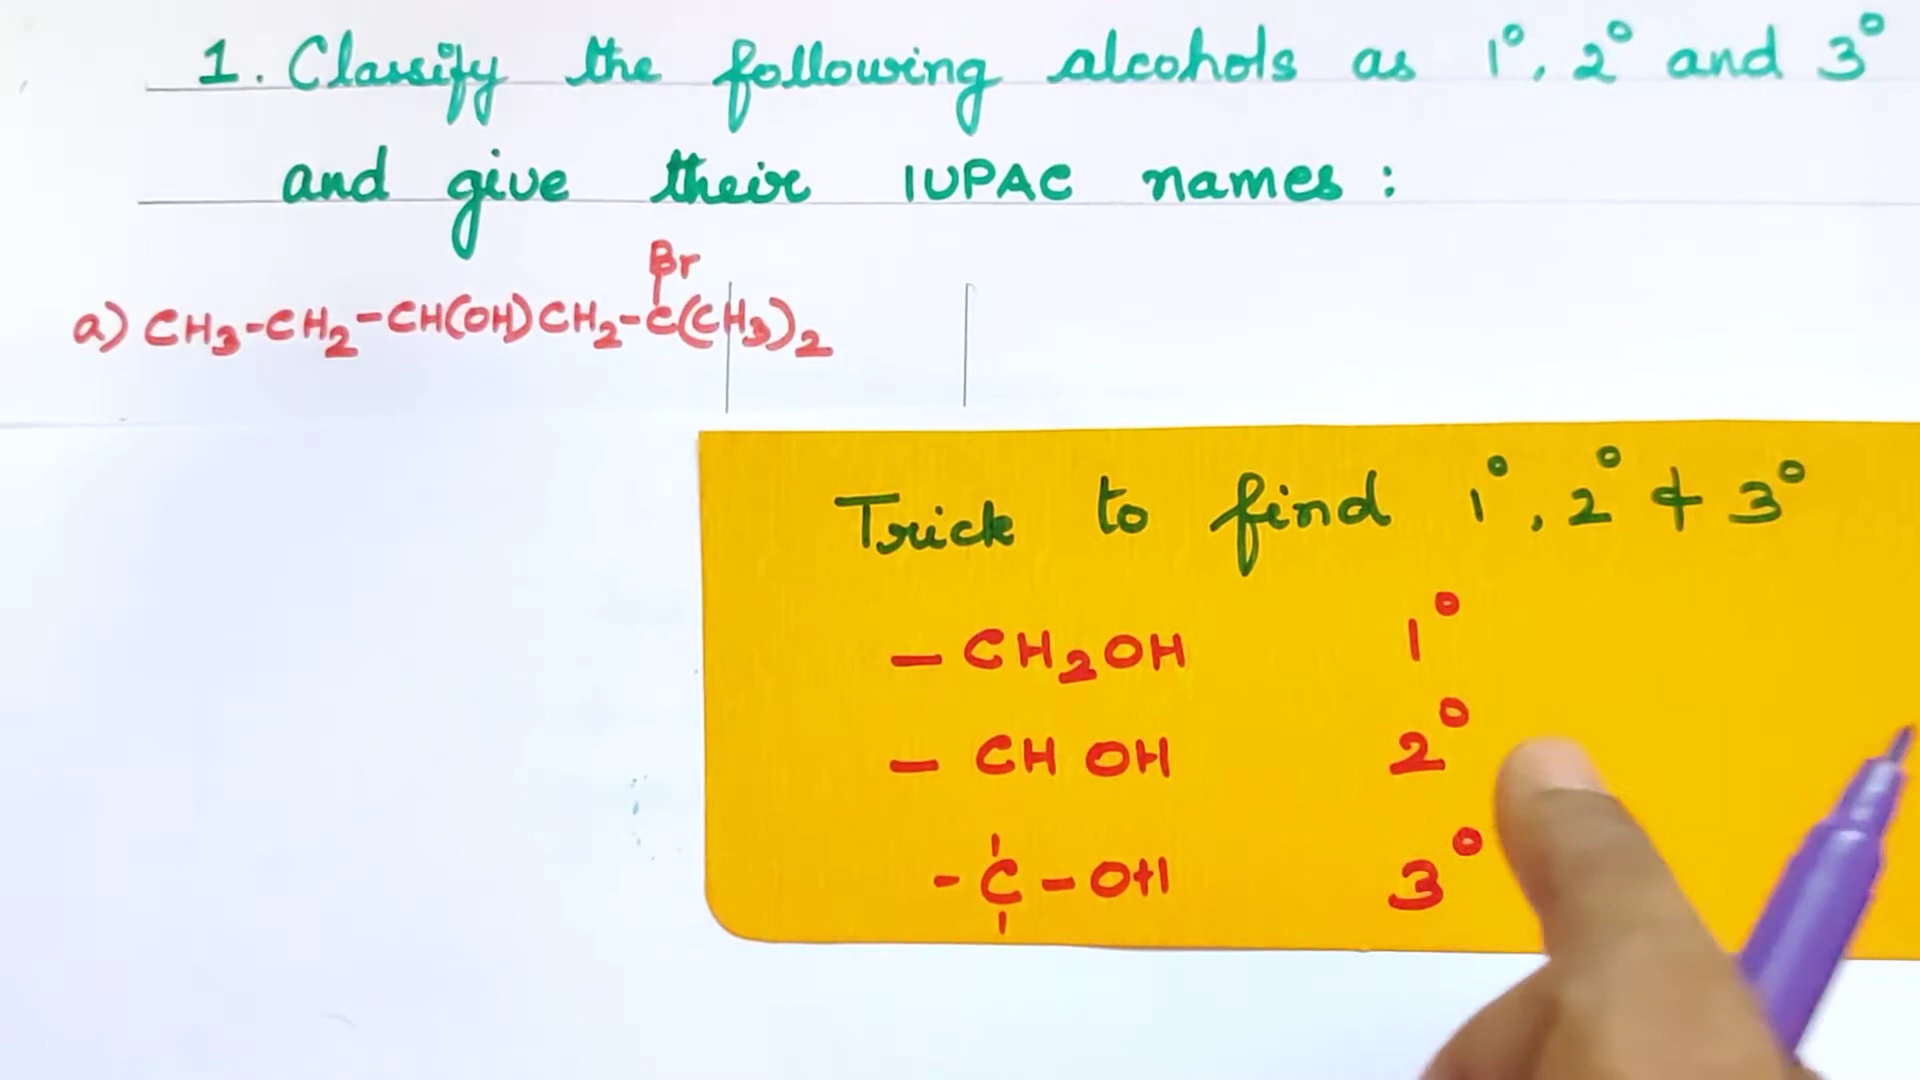 1. Classify the following alcohols as 1°, 2° and 3°
and give their IUPAC names :
Br
a) CH₃-CH₂-CH(OH)CH₂-C(CH₃)₂
Trick to find 1°, 2° & 3°
- CH₂OH 1°
- CH OH 2°
- C - OH 3°